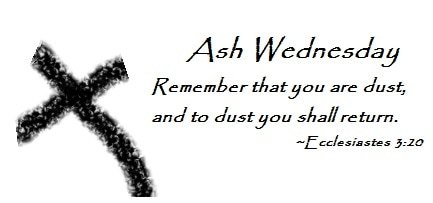 Ash Wednesday
Remember that you are dust,
and to dust you shall return.
~Ecclesiastes 3:20